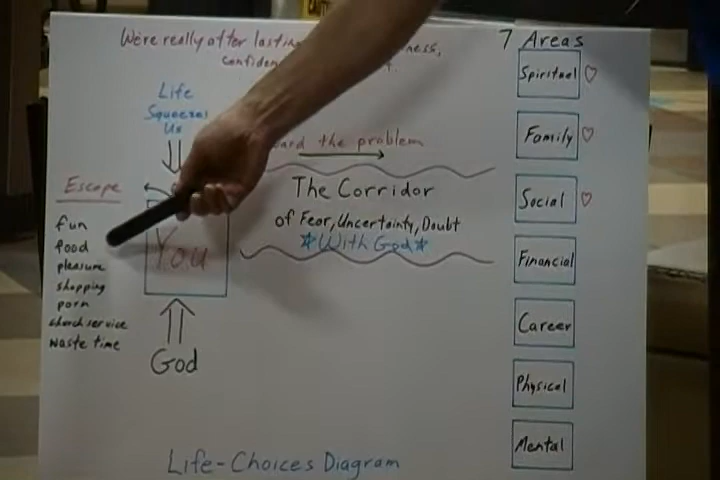 We're really after lasting ness,
confiden
7 Areas
Life
Squeezes
Us
ard the problem
Escape
fun
food
pleasure
shopping
porn
church service
waste time
You
God
The Corridor
of Fear, Uncertainty, Doubt
*With God*
Spiritual
Family
Social
Financial
Career
Physical
Mental
Life-Choices Diagram